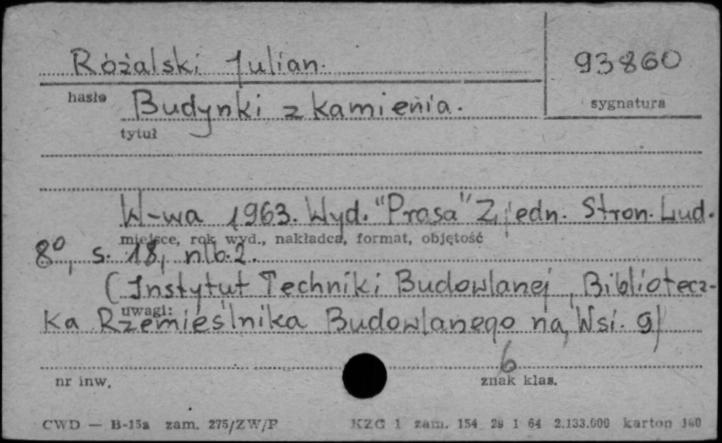 Różalski Julian.
93860
hasło
sygnatura
Budynki z kamienia.
tytuł
W-wa 1963. Wyd. "Prasa" Zjedn. Stron. Lud.
miejsce, rok wyd., nakładca, format, objętość
8°, s. 18, nlb. 2.
(Instytut Techniki Budowlanej, Bibliotecz-
uwagi:
ka Rzemieślnika Budowlanego na Wsi. 9)
6
nr inw.
znak klas.
CWD — B-15a zam. 275/ZW/P
KZG 1 zam. 154 28 1 64 2.133.000 karton 160